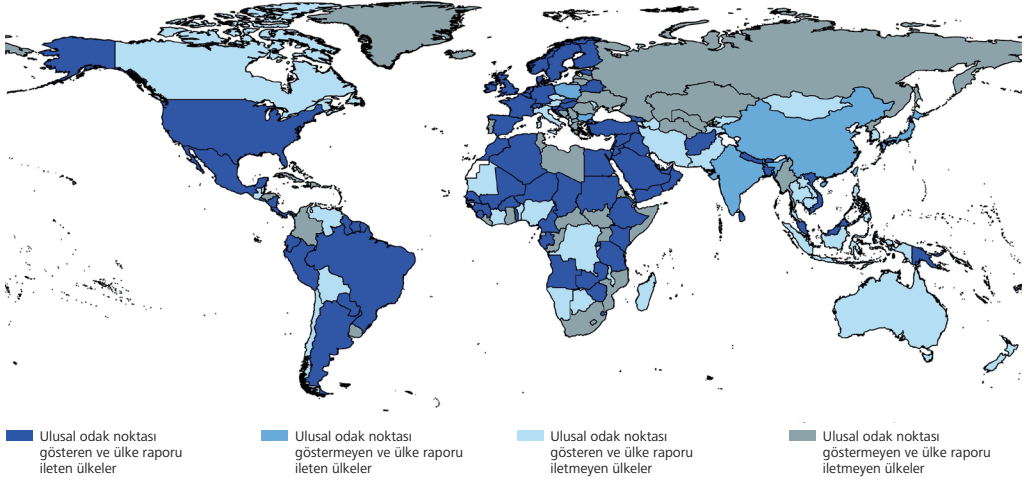 Ulusal odak noktası
gösteren ve ülke raporu
ileten ülkeler
Ulusal odak noktası
göstermeyen ve ülke raporu
ileten ülkeler
Ulusal odak noktası
gösteren ve ülke raporu
iletmeyen ülkeler
Ulusal odak noktası
göstermeyen ve ülke raporu
iletmeyen ülkeler